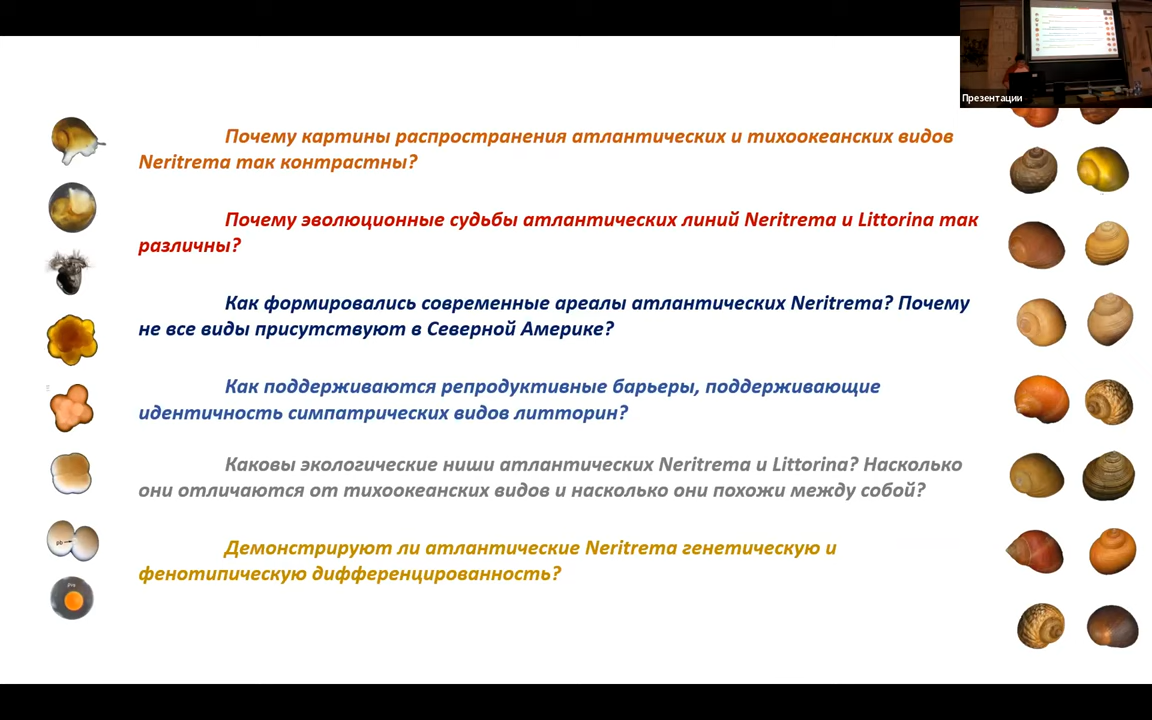 Презентации
Почему картины распространения атлантических и тихоокеанских видов
Neritrema так контрастны?
Почему эволюционные судьбы атлантических линий Neritrema и Littorina так
различны?
Как формировались современные ареалы атлантических Neritrema? Почему
не все виды присутствуют в Северной Америке?
Как поддерживаются репродуктивные барьеры, поддерживающие
идентичность симпатрических видов литторин?
Каковы экологические ниши атлантических Neritrema и Littorina? Насколько
они отличаются от тихоокеанских видов и насколько они похожи между собой?
Демонстрируют ли атлантические Neritrema генетическую и
фенотипическую дифференцированность?
pb